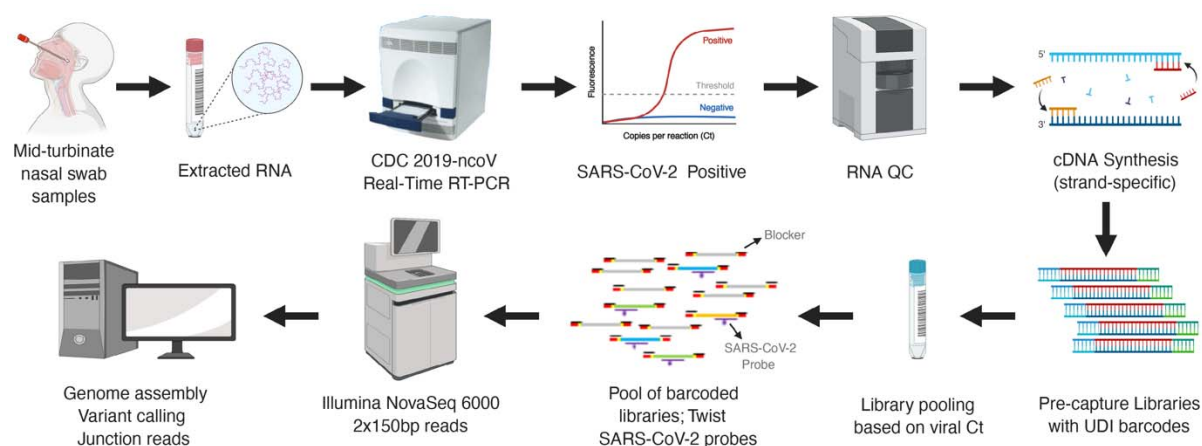 Mid-turbinate
nasal swab
samples
Extracted RNA
CDC 2019-ncoV
Real-Time RT-PCR
Fluorescence
Positive
Threshold
Negative
Copies per reaction (Ct)
SARS-CoV-2 Positive
RNA QC
5'
3'
cDNA Synthesis
(strand-specific)
Pre-capture Libraries
with UDI barcodes
Library pooling
based on viral Ct
Blocker
SARS-CoV-2
Probe
Pool of barcoded
libraries; Twist
SARS-CoV-2 probes
Illumina NovaSeq 6000
2x150bp reads
Genome assembly
Variant calling
Junction reads